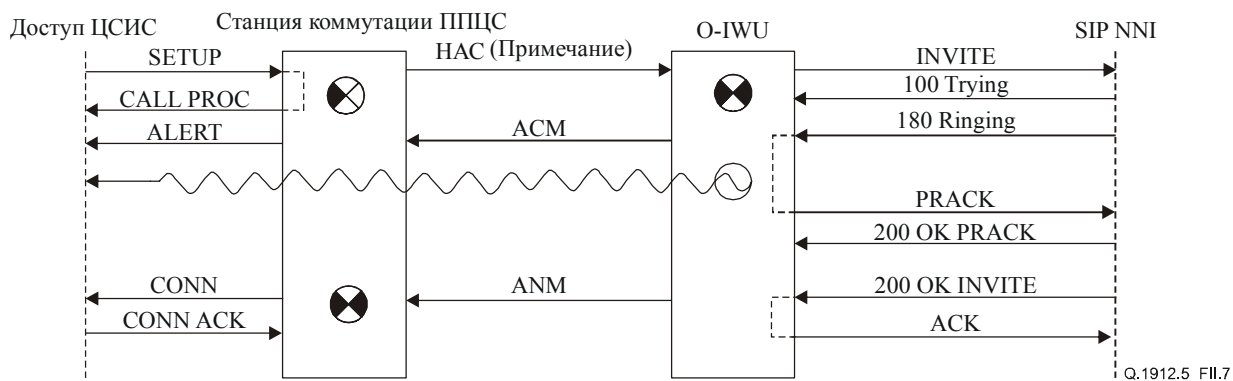 Доступ ЦСИС
Станция коммутации ППЦС
O-IWU
SIP NNI
SETUP
НАС (Примечание)
INVITE
CALL PROC
100 Trying
ALERT
ACM
180 Ringing
PRACK
200 OK PRACK
CONN
ANM
200 OK INVITE
CONN ACK
ACK
Q.1912.5 FII.7